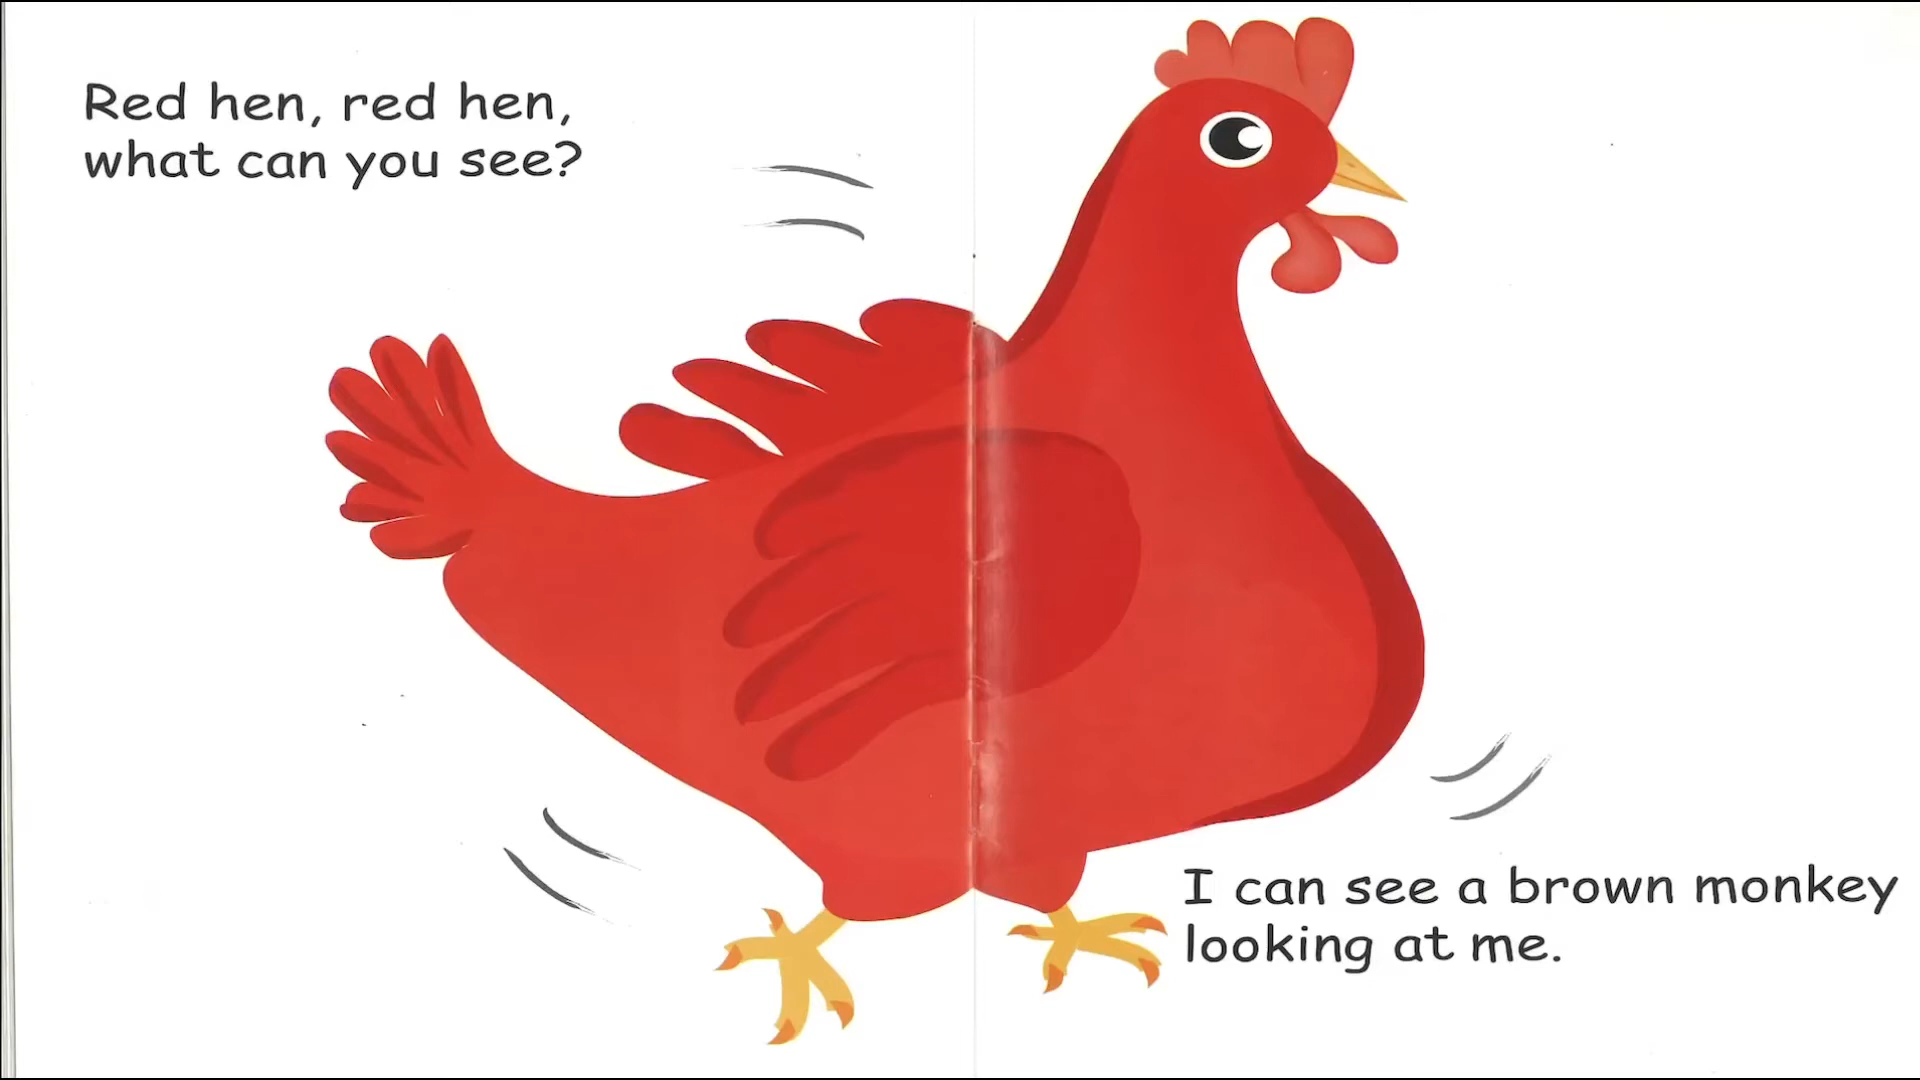 Red hen, red hen,
what can you see?
I can see a brown monkey
looking at me.